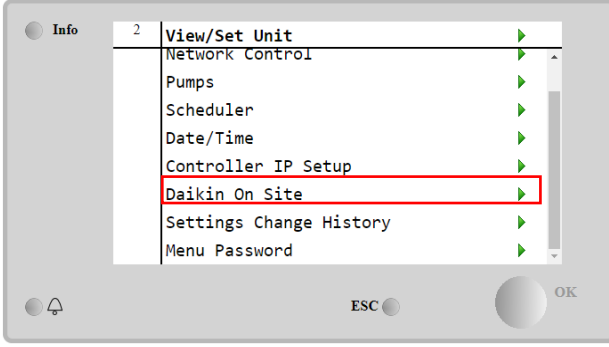 Info
2
View/Set Unit
Network Control
Pumps
Scheduler
Date/Time
Controller IP Setup
Daikin On Site
Settings Change History
Menu Password
ESC
OK